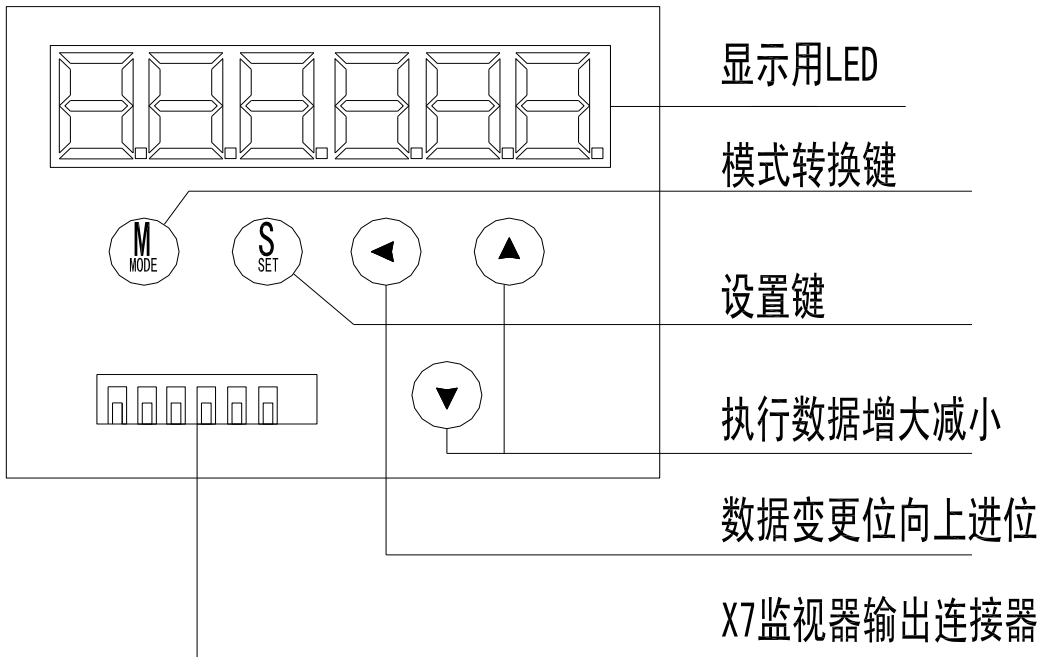 显示用LED
模式转换键
M
MODE
S
SET
设置键
执行数据增大减小
数据变更位向上进位
X7监视器输出连接器